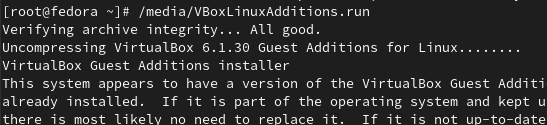 [root@fedora ~]# /media/VBoxLinuxAdditions.run
Verifying archive integrity... All good.
Uncompressing VirtualBox 6.1.30 Guest Additions for Linux........
VirtualBox Guest Additions installer
This system appears to have a version of the VirtualBox Guest Additi
already installed.  If it is part of the operating system and kept u
there is most likely no need to replace it.  If it is not up-to-date